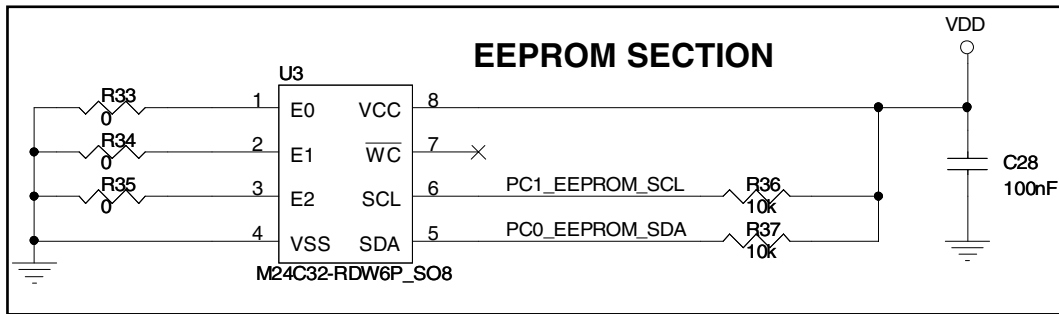 VDD
EEPROM SECTION
U3
R33
0
1
E0
VCC
8
R34
0
2
E1
WC
7
C28
100nF
R35
0
3
E2
SCL
6
PC1_EEPROM_SCL
R36
10k
4
VSS
SDA
5
PC0_EEPROM_SDA
R37
10k
M24C32-RDW6P_SO8